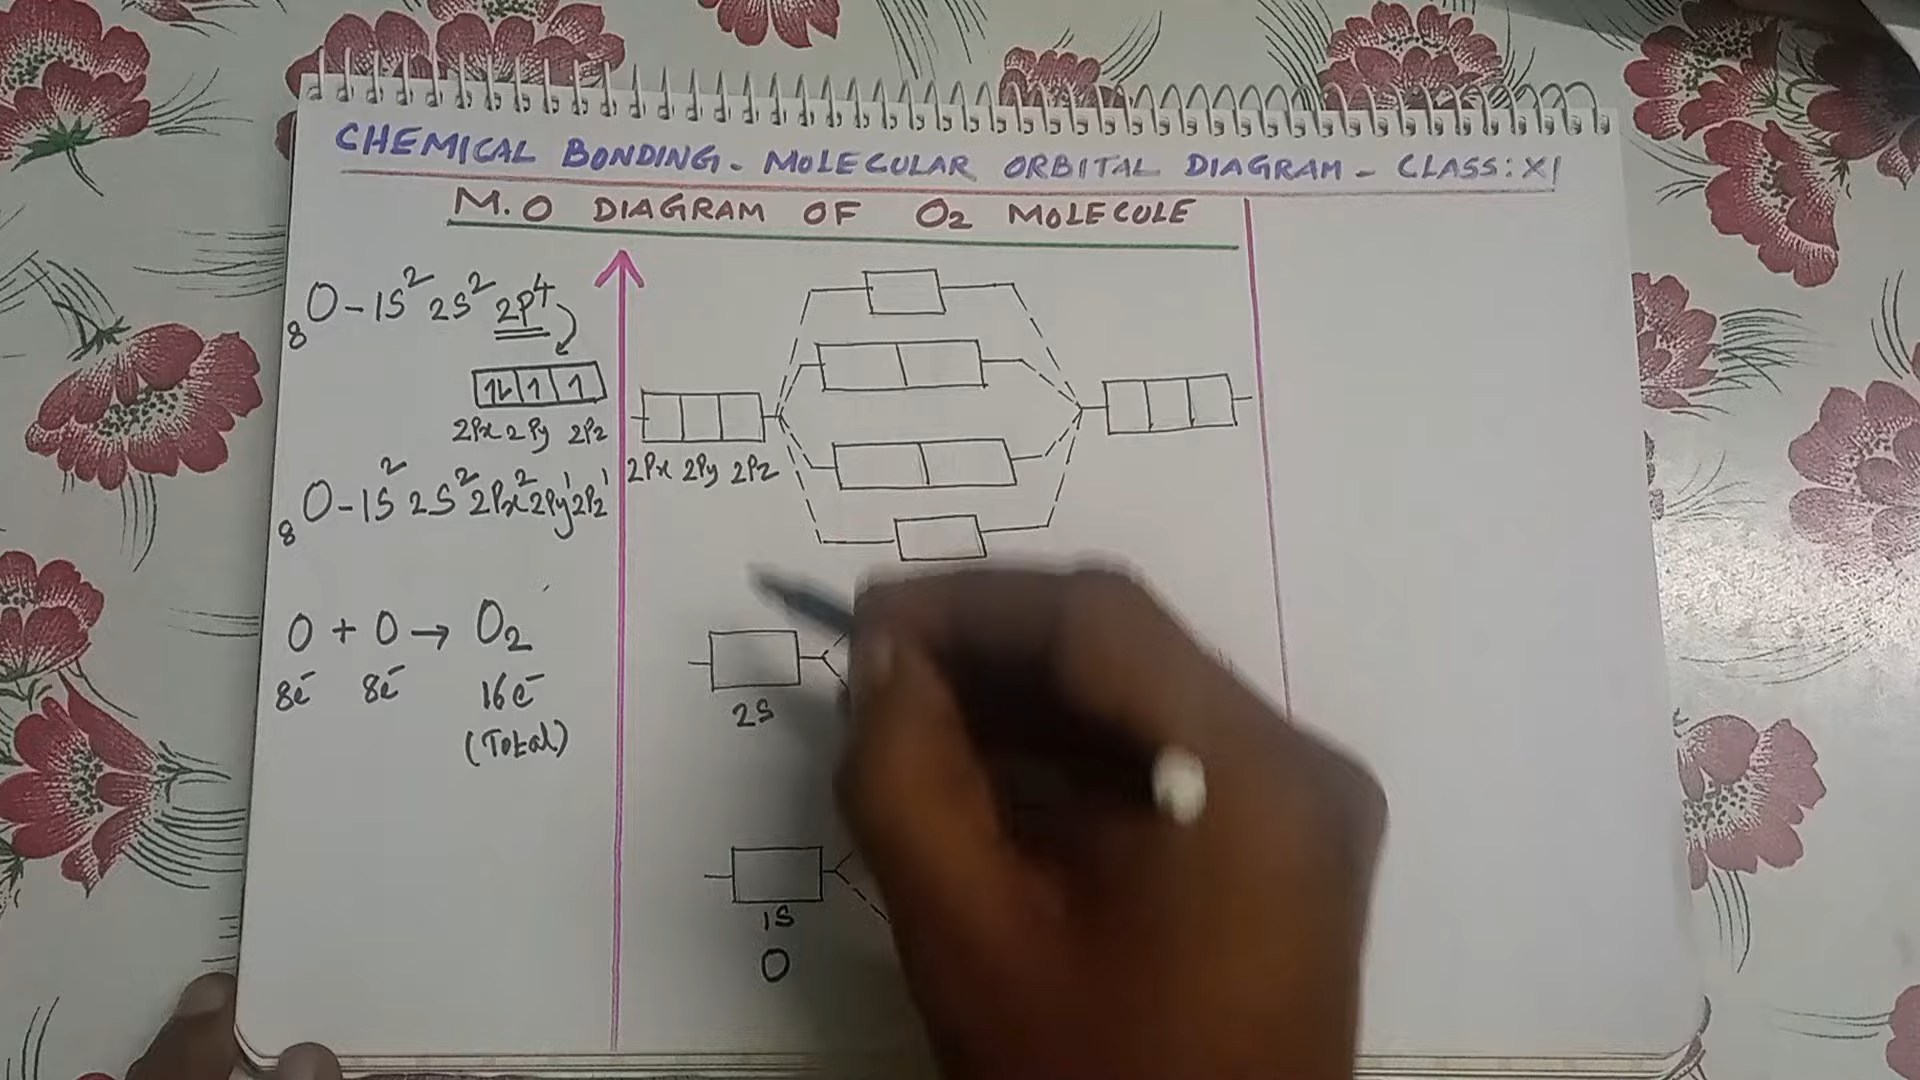 CHEMICAL BONDING - MOLECULAR ORBITAL DIAGRAM - CLASS: XI
M.O DIAGRAM OF O2 MOLECULE
₈O - 1S² 2S² 2P⁴
1↓ 1 1
2Px 2Py 2Pz
₈O - 1S² 2S² 2Px² 2Py¹ 2Pz¹
O + O → O2
8e⁻ 8e⁻ 16e⁻
(Total)
2Px 2Py 2Pz
2S
1S
O